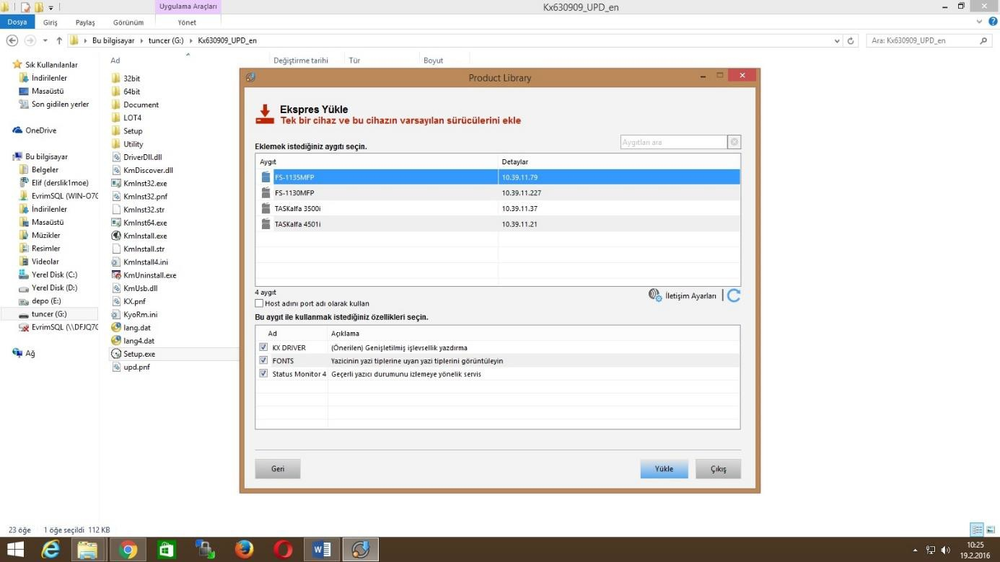 Uygulama Araçları
Kx630909_UPD_en
Dosya Giriş Paylaş Görünüm Yönet
Bu bilgisayar tuncer (G:) Kx630909_UPD_en
Ara: Kx630909_UPD_en
Ad Değiştirme tarihi Tür Boyut
Sık Kullanılanlar
İndirilenler
Masaüstü
Son gidilen yerler
OneDrive
Bu bilgisayar
Belgeler
Elif (derslik1moe)
EvrimSQL (WIN-O7G
İndirilenler
Masaüstü
Müzikler
Resimler
Videolar
Yerel Disk (C:)
Yerel Disk (D:)
depo (E:)
tuncer (G:)
EvrimSQL (\\DFJQ7G
Ağ
32bit
64bit
Document
LOT4
Setup
Utility
DriverDll.dll
KmDiscover.dll
KmInst32.exe
KmInst32.pnf
KmInst32.str
KmInst64.exe
KmInstall.exe
KmInstall.str
KmInstall4.ini
KmUninstall.exe
KmUsb.dll
KX.pnf
KyoRm.ini
lang.dat
lang4.dat
Setup.exe
upd.pnf
Product Library
Ekspres Yükle
Tek bir cihaz ve bu cihazın varsayılan sürücülerini ekle
Eklemek istediğiniz aygıtı seçin.
Aygıtları ara
Aygıt Detaylar
FS-1135MFP 10.39.11.79
FS-1130MFP 10.39.11.227
TASKalfa 3500i 10.39.11.37
TASKalfa 4501i 10.39.11.21
4 aygıt
İletişim Ayarları
Host adını port adı olarak kullan
Bu aygıt ile kullanmak istediğiniz özellikleri seçin.
Ad Açıklama
KX DRIVER (Önerilen) Genişletilmiş işlevsellik yazdırma
FONTS Yazicinin yazi tiplerine uyan yazi tiplerini görüntüleyin
Status Monitor 4 Geçerli yazıcı durumunu izlemeye yönelik servis
Geri Yükle Çıkış
23 öğe 1 öğe seçildi 112 KB
10:25
19.2.2016